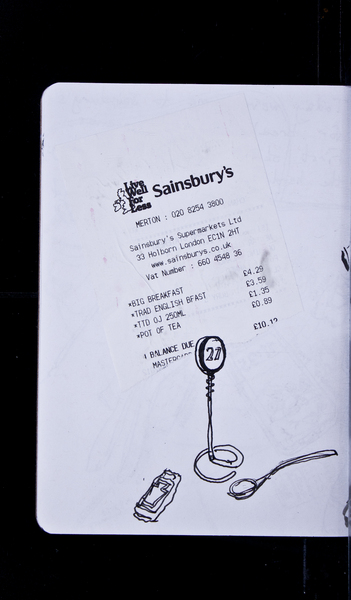 Live
Well
For
Less
Sainsbury's
MERTON : 020 8254 3800
Sainsbury's Supermarkets Ltd
33 Holborn London EC1N 2HT
www.sainsburys.co.uk
Vat Number : 660 4548 36
*BIG BREAKFAST £4.29
*TRAD ENGLISH BFAST £3.59
*TTD OJ 250ML £1.35
*POT OF TEA £0.89
BALANCE DUE £10.12
27